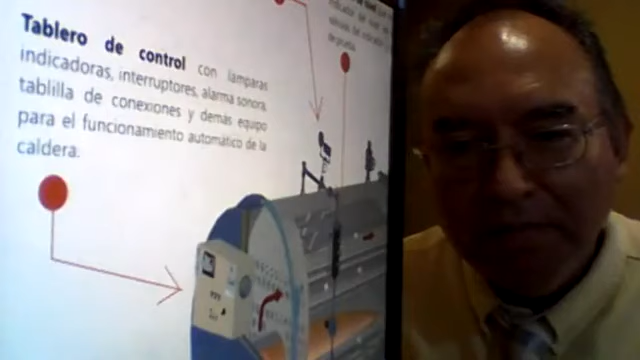 Tablero de control con lámparas
indicadoras, interruptores, alarma sonora,
tablilla de conexiones y demás equipo
para el funcionamiento automático de la
caldera.